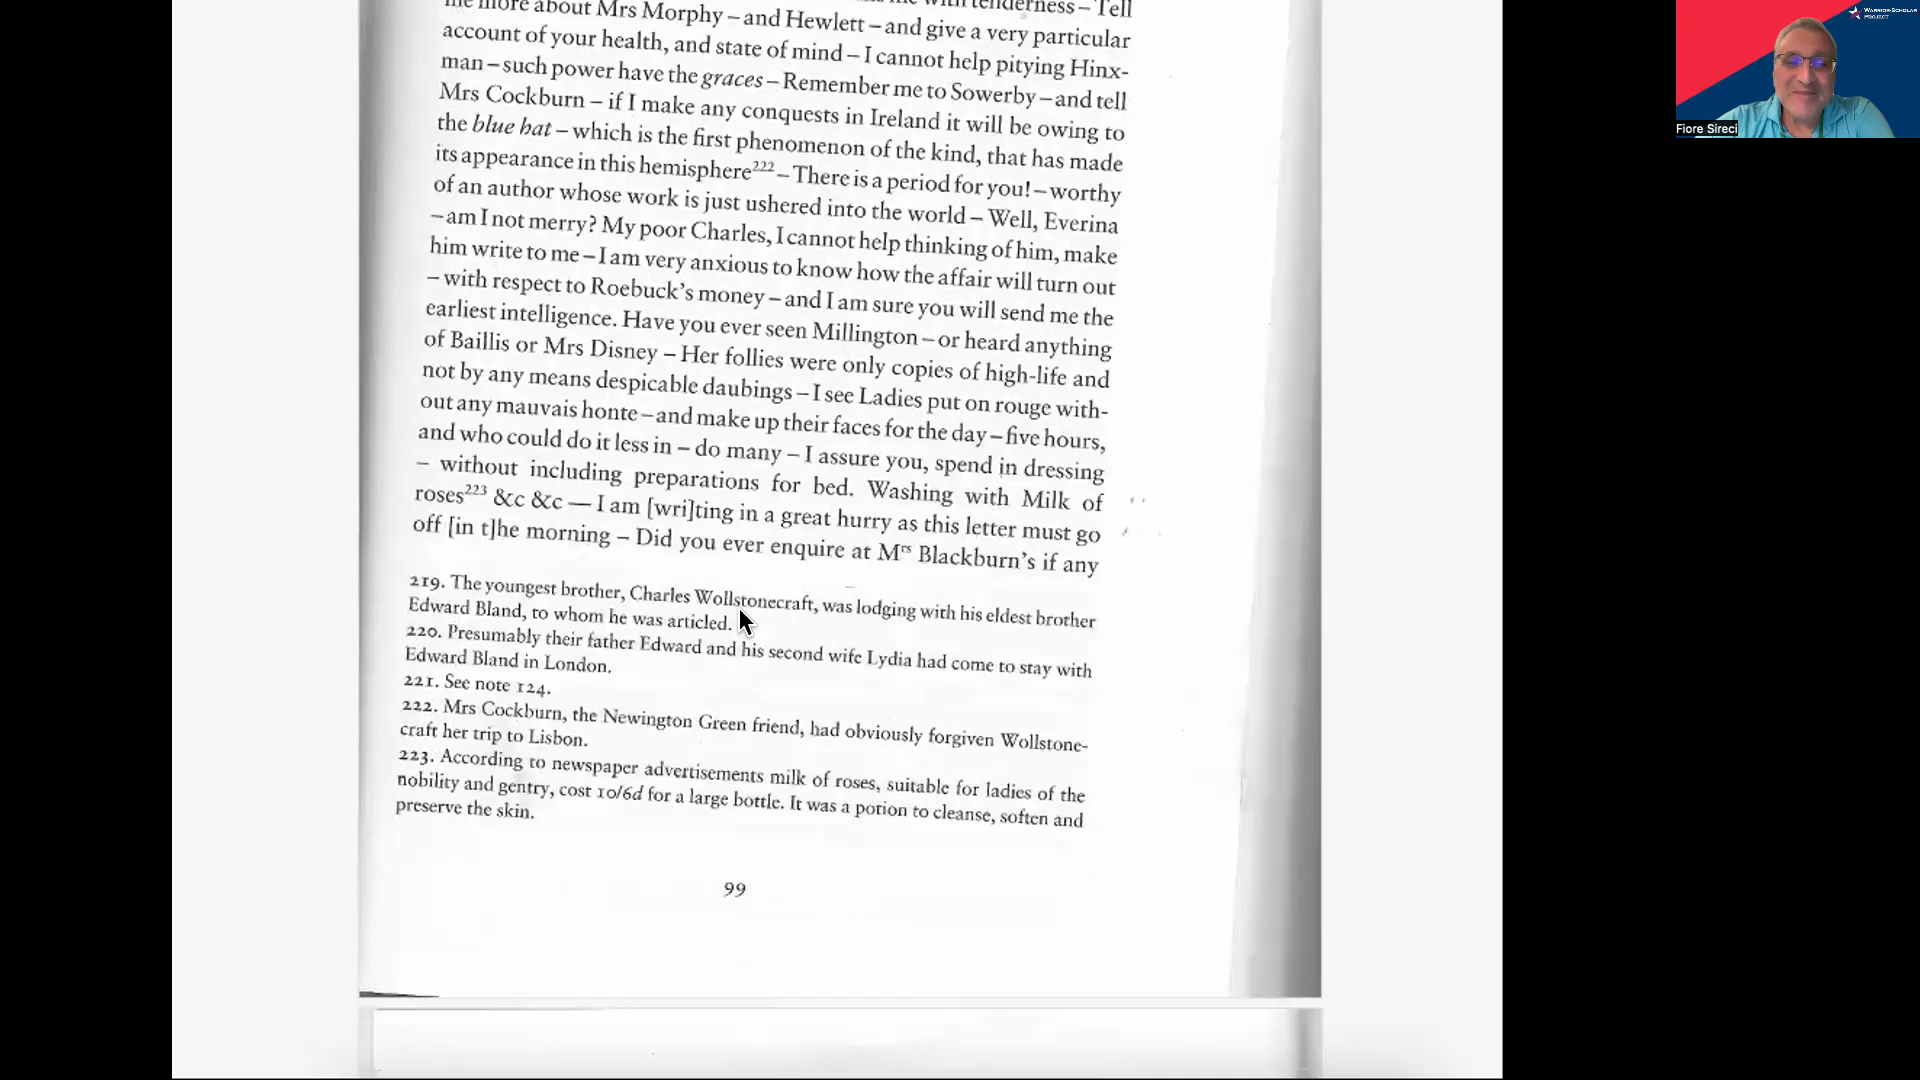 me more about Mrs Morphy – and Hewlett – and give a very particular
account of your health, and state of mind – I cannot help pitying Hinx-
man – such power have the graces – Remember me to Sowerby – and tell
Mrs Cockburn – if I make any conquests in Ireland it will be owing to
the blue hat – which is the first phenomenon of the kind, that has made
its appearance in this hemisphere222 – There is a period for you! – worthy
of an author whose work is just ushered into the world – Well, Everina
– am I not merry? My poor Charles, I cannot help thinking of him, make
him write to me – I am very anxious to know how the affair will turn out
– with respect to Roebuck's money – and I am sure you will send me the
earliest intelligence. Have you ever seen Millington – or heard anything
of Baillis or Mrs Disney – Her follies were only copies of high-life and
not by any means despicable daubings – I see Ladies put on rouge with-
out any mauvais honte – and make up their faces for the day – five hours,
and who could do it less in – do many – I assure you, spend in dressing
– without including preparations for bed. Washing with Milk of
roses223 &c &c — I am [wri]ting in a great hurry as this letter must go
off [in t]he morning – Did you ever enquire at Mrs Blackburn's if any
219. The youngest brother, Charles Wollstonecraft, was lodging with his eldest brother
Edward Bland, to whom he was articled.
220. Presumably their father Edward and his second wife Lydia had come to stay with
Edward Bland in London.
221. See note 124.
222. Mrs Cockburn, the Newington Green friend, had obviously forgiven Wollstone-
craft her trip to Lisbon.
223. According to newspaper advertisements milk of roses, suitable for ladies of the
nobility and gentry, cost 10/6d for a large bottle. It was a potion to cleanse, soften and
preserve the skin.
99
WARRIOR-SCHOLAR
PROJECT
Fiore Sireci